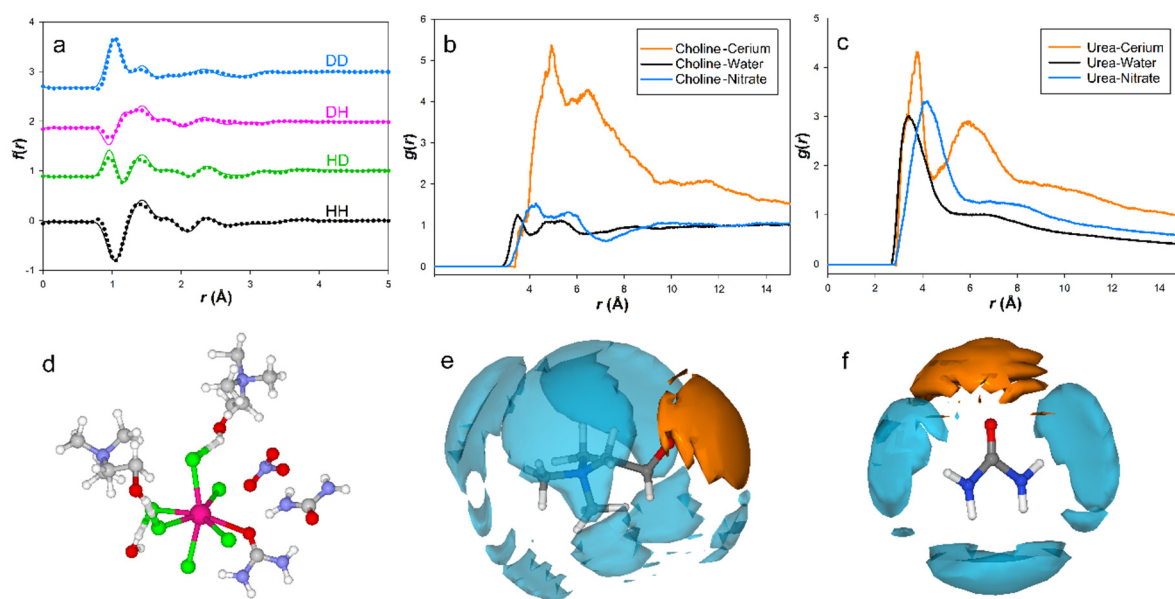 a
4
3
2
1
0
-1
f(r)
DD
DH
HD
HH
0
1
2
3
4
5
r (Å)
b
6
5
4
3
2
1
0
g(r)
Choline-Cerium
Choline-Water
Choline-Nitrate
0
2
4
6
8
10
12
14
r (Å)
c
5
4
3
2
1
0
g(r)
Urea-Cerium
Urea-Water
Urea-Nitrate
0
2
4
6
8
10
12
14
r (Å)
d
e
f